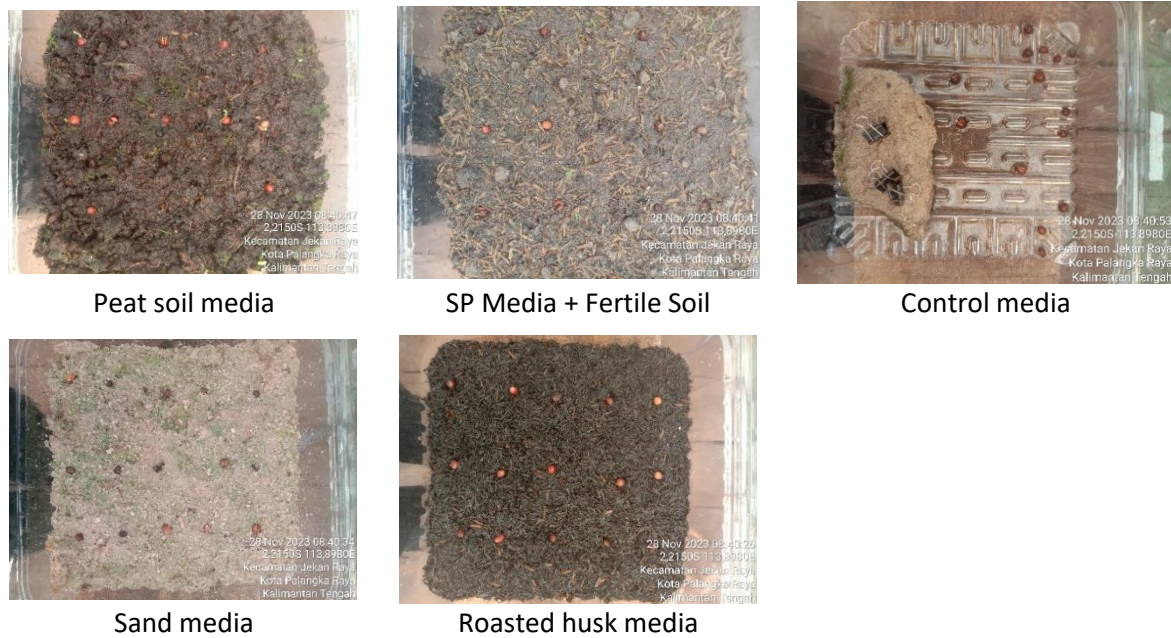 28 Nov 2023 08:40:47
2,2150S 113,8980E
Kecamatan Jekan Raya
Kota Palangka Raya
Kalimantan Tengah
Peat soil media
28 Nov 2023 08:40:41
2,2150S 113,8980E
Kecamatan Jekan Raya
Kota Palangka Raya
Kalimantan Tengah
SP Media + Fertile Soil
28 Nov 2023 08:40:53
2,2150S 113,8980E
Kecamatan Jekan Raya
Kota Palangka Raya
Kalimantan Tengah
Control media
28 Nov 2023 08:40:34
2,2150S 113,8980E
Kecamatan Jekan Raya
Kota Palangka Raya
Kalimantan Tengah
Sand media
28 Nov 2023 08:40:26
2,2150S 113,8980E
Kecamatan Jekan Raya
Kota Palangka Raya
Kalimantan Tengah
Roasted husk media